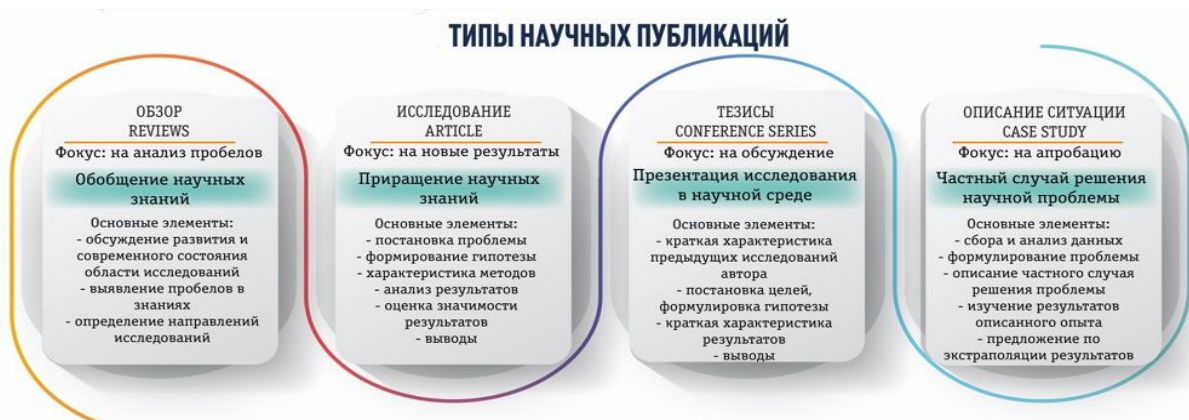 ТИПЫ НАУЧНЫХ ПУБЛИКАЦИЙ
ОБЗОР
REVIEWS
Фокус: на анализ пробелов
Обобщение научных
знаний
Основные элементы:
- обсуждение развития и
современного состояния
области исследований
- выявление пробелов в
знаниях
- определение направлений
исследований
ИССЛЕДОВАНИЕ
ARTICLE
Фокус: на новые результаты
Приращение научных
знаний
Основные элементы:
- постановка проблемы
- формирование гипотезы
- характеристика методов
- анализ результатов
- оценка значимости
результатов
- выводы
ТЕЗИСЫ
CONFERENCE SERIES
Фокус: на обсуждение
Презентация исследования
в научной среде
Основные элементы:
- краткая характеристика
предыдущих исследований
автора
- постановка целей,
формулировка гипотезы
- краткая характеристика
результатов
- выводы
ОПИСАНИЕ СИТУАЦИИ
CASE STUDY
Фокус: на апробацию
Частный случай решения
научной проблемы
Основные элементы:
- сбора и анализ данных
- формулирование проблемы
- описание частного случая
решения проблемы
- изучение результатов
описанного опыта
- предложение по
экстраполяции результатов